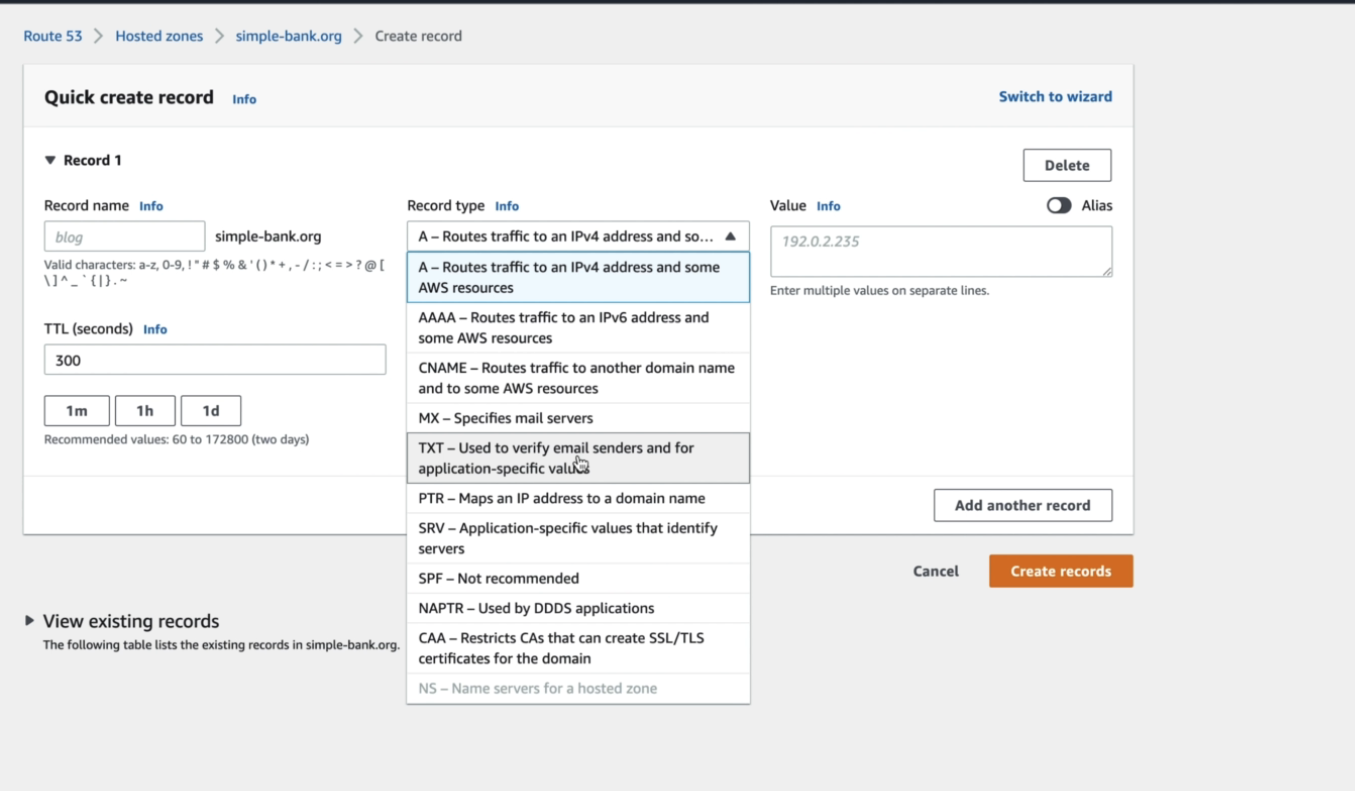 Route 53 > Hosted zones > simple-bank.org > Create record
Quick create record Info
Switch to wizard
Record 1
Delete
Record name Info
blog
simple-bank.org
Valid characters: a-z, 0-9, ! " # $ % & ' ( ) * + , - / : ; < = > ? @ [
\ ] ^ _ ` { | } . ~
TTL (seconds) Info
300
1m
1h
1d
Recommended values: 60 to 172800 (two days)
Record type Info
A – Routes traffic to an IPv4 address and so...
A – Routes traffic to an IPv4 address and some
AWS resources
AAAA – Routes traffic to an IPv6 address and
some AWS resources
CNAME – Routes traffic to another domain name
and to some AWS resources
MX – Specifies mail servers
TXT – Used to verify email senders and for
application-specific values
PTR – Maps an IP address to a domain name
SRV – Application-specific values that identify
servers
SPF – Not recommended
NAPTR – Used by DDDS applications
CAA – Restricts CAs that can create SSL/TLS
certificates for the domain
NS – Name servers for a hosted zone
Value Info
Alias
192.0.2.235
Enter multiple values on separate lines.
Add another record
Cancel
Create records
View existing records
The following table lists the existing records in simple-bank.org.